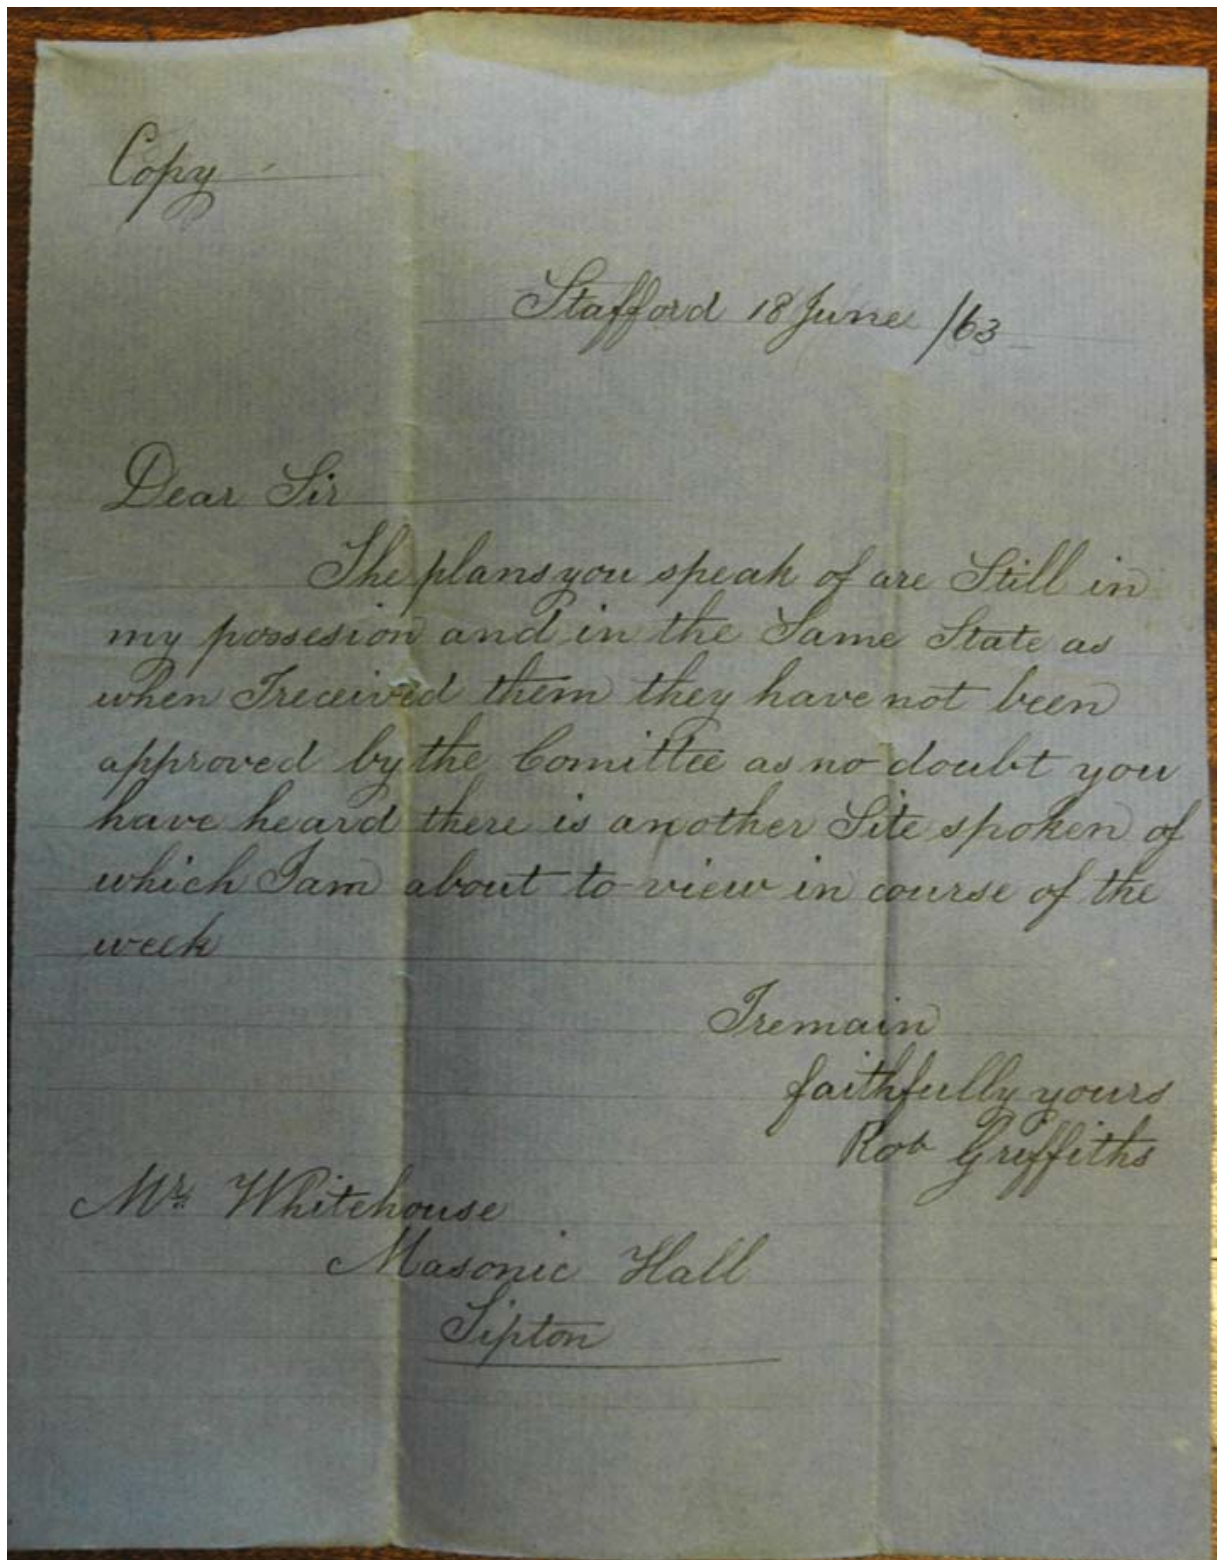 Copy
Stafford 18 June /63
Dear Sir
The plans you speak of are Still in
my possesion and in the Same State as
when I received them they have not been
approved by the Comittee as no doubt you
have heard there is another Site spoken of
which I am about to view in course of the
week
I remain
faithfully yours
Rob Griffiths
Mr Whitehouse
Masonic Hall
Tipton